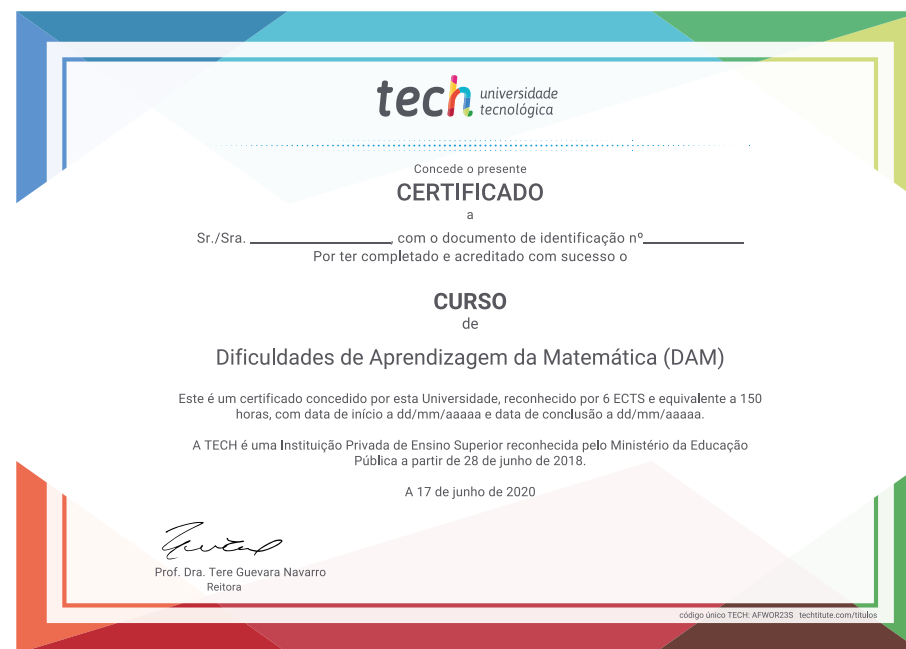 tech universidade
tecnológica
Concede o presente
CERTIFICADO
a
Sr./Sra. ________________, com o documento de identificação nº____________
Por ter completado e acreditado com sucesso o
CURSO
de
Dificuldades de Aprendizagem da Matemática (DAM)
Este é um certificado concedido por esta Universidade, reconhecido por 6 ECTS e equivalente a 150
horas, com data de início a dd/mm/aaaaa e data de conclusão a dd/mm/aaaaa.
A TECH é uma Instituição Privada de Ensino Superior reconhecida pelo Ministério da Educação
Pública a partir de 28 de junho de 2018.
A 17 de junho de 2020
Prof. Dra. Tere Guevara Navarro
Reitora
código único TECH: AFWOR23S techtitute.com/titulos